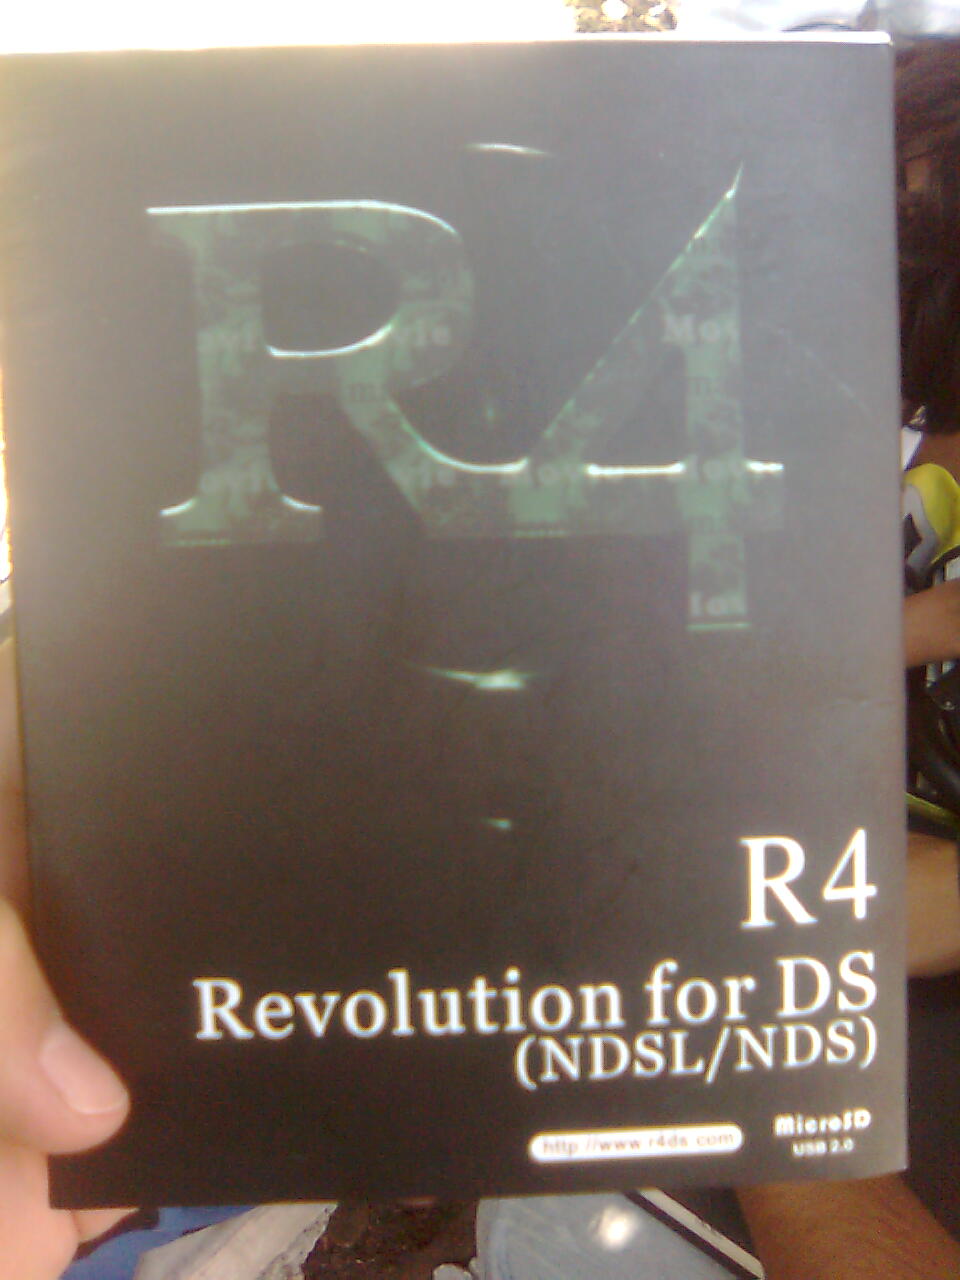 R4
R4
Revolution for DS
(NDSL/NDS)
http://www.r4ds.com
MicroSD
USB 2.0